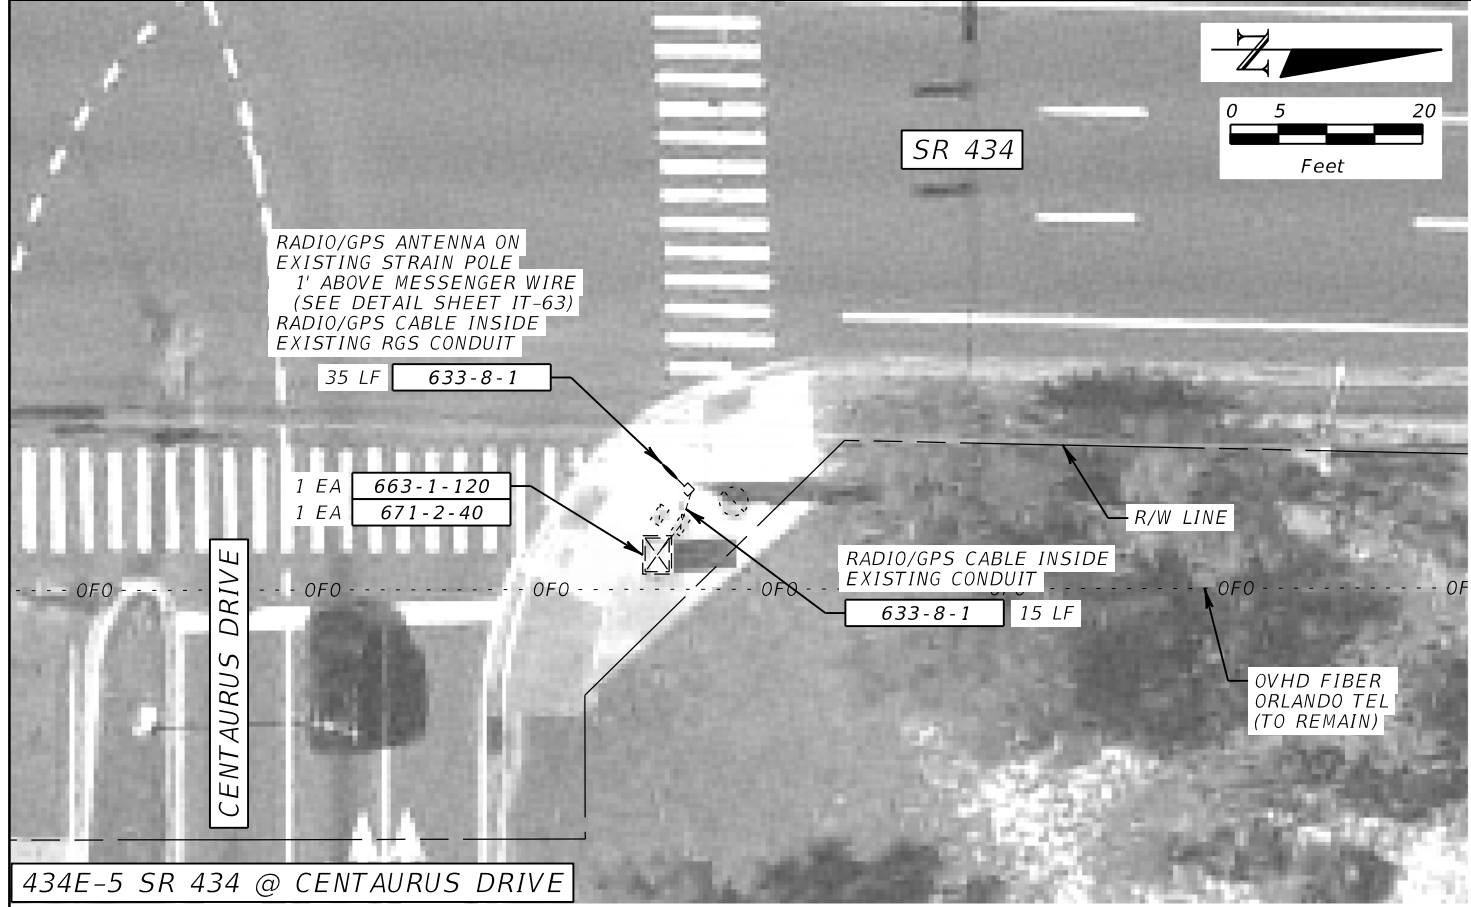 N
0 5 20
Feet
SR 434
RADIO/GPS ANTENNA ON
EXISTING STRAIN POLE
1' ABOVE MESSENGER WIRE
(SEE DETAIL SHEET IT-63)
RADIO/GPS CABLE INSIDE
EXISTING RGS CONDUIT
35 LF 633-8-1
1 EA 663-1-120
1 EA 671-2-40
R/W LINE
RADIO/GPS CABLE INSIDE
EXISTING CONDUIT
633-8-1 15 LF
OFO OFO OFO OFO OFO OFO OF
CENTAURUS DRIVE
OVHD FIBER
ORLANDO TEL
(TO REMAIN)
434E-5 SR 434 @ CENTAURUS DRIVE